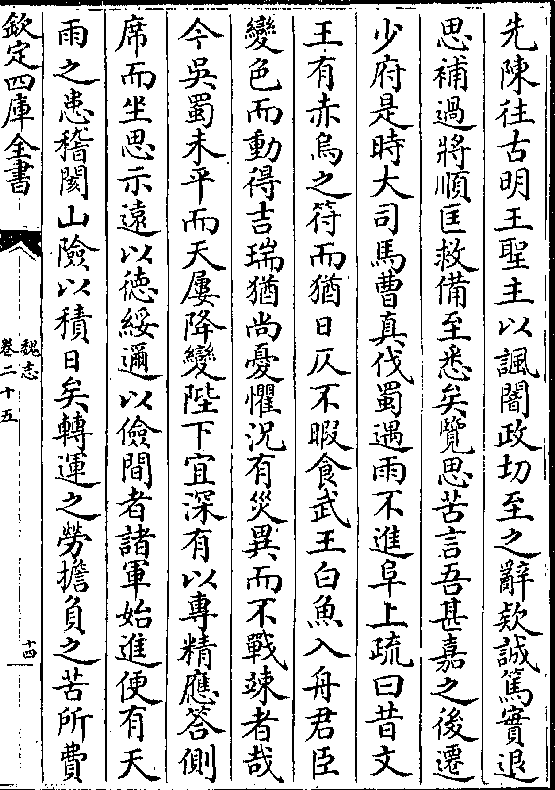 先陳往古明王聖主以諷闇政切至之辭欵誠篤實退
思補過將順匡救備至悉矣覽思苦言吾甚嘉之後遷
少府是時大司馬曹真伐蜀遇雨不進阜上疏曰昔文
王有赤烏之符而猶日仄不暇食武王白魚入舟君臣
變色而動得吉瑞猶尚憂懼況有災異而不戰竦者哉
今吳蜀未平而天屢降變陛下宜深有以專精應答側
席而坐思示遠以德綏邇以儉間者諸軍始進便有天
雨之患稽閡山險以積日矣轉運之勞擔負之苦所費
欽定四庫全書
魏志
卷二十五
十四